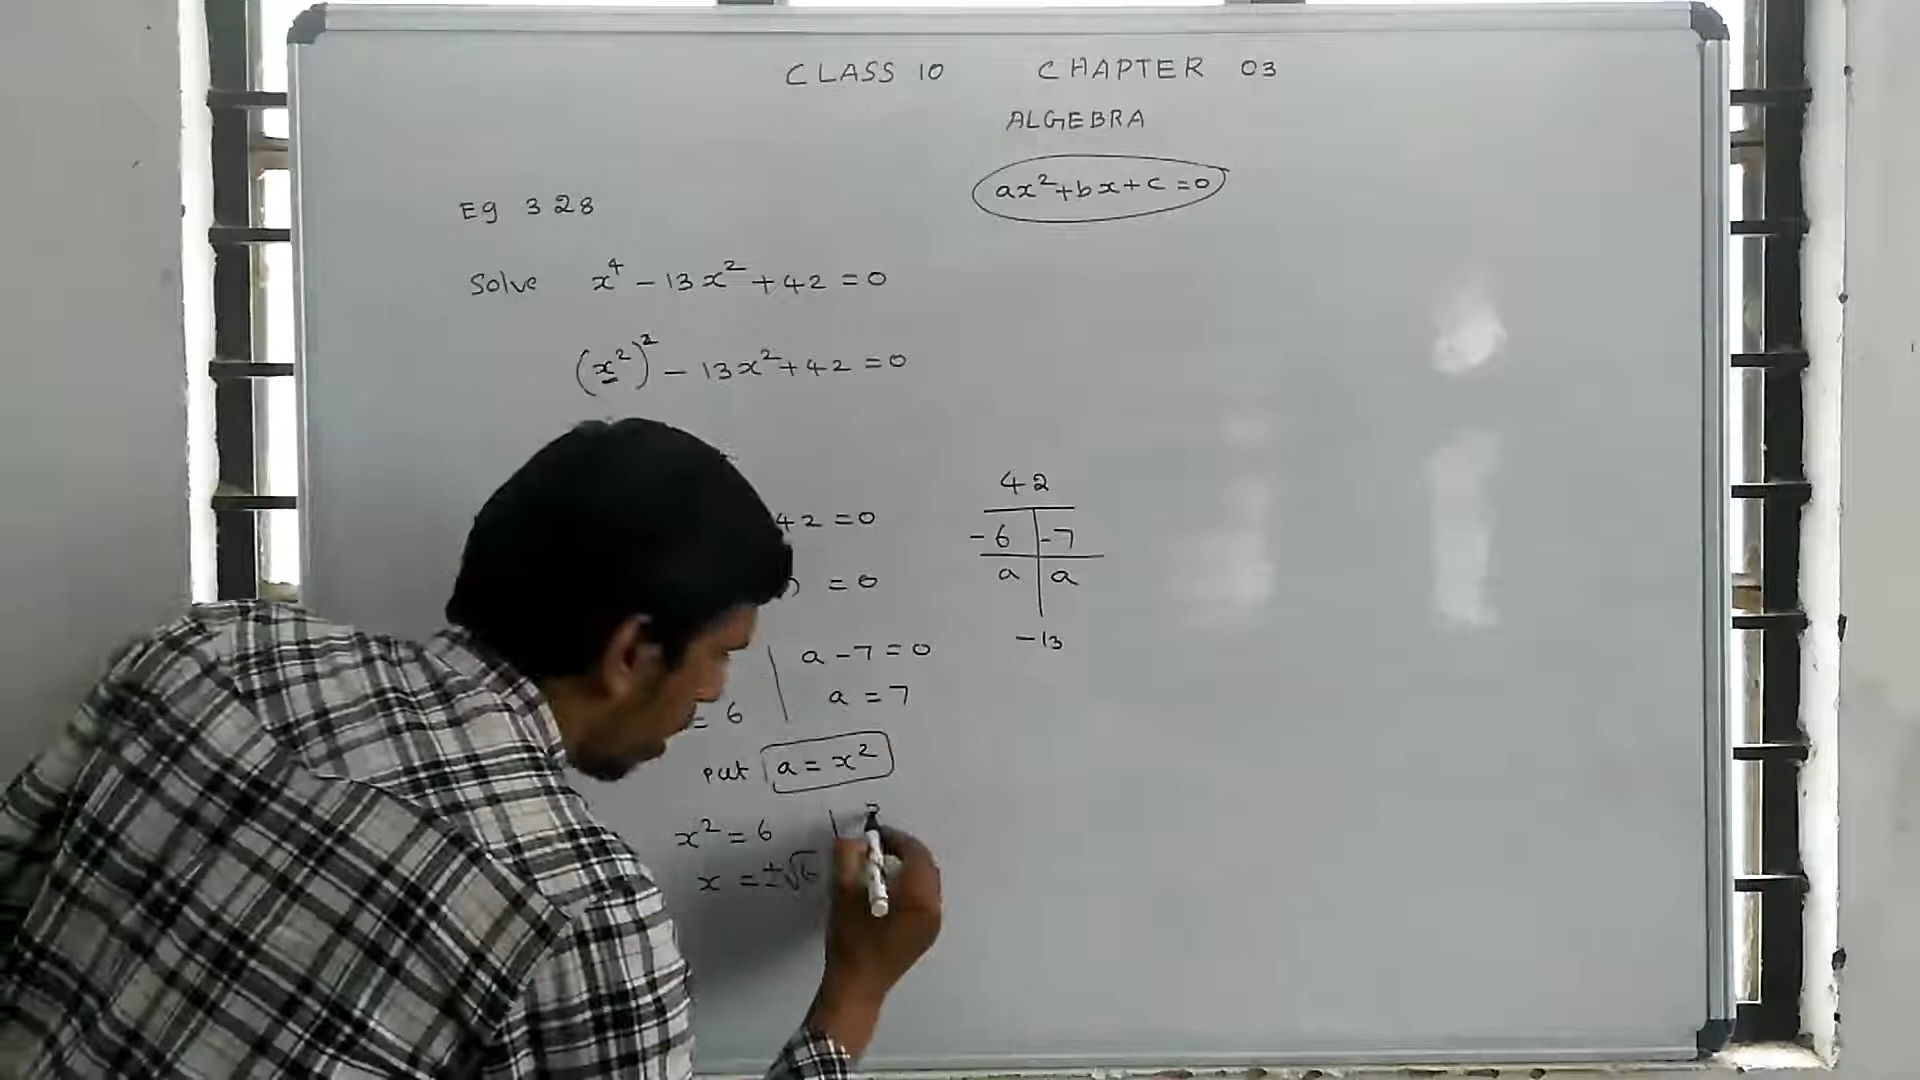 CLASS 10 CHAPTER 03
ALGEBRA
ax²+bx+c=0
Eg 3 28
Solve x⁴-13x²+42=0
(x²)²-13x²+42=0
42
-6 -7
a a
-13
42=0
=0
a-7=0
= 6 a=7
put a=x²
x²=6
x=±√6